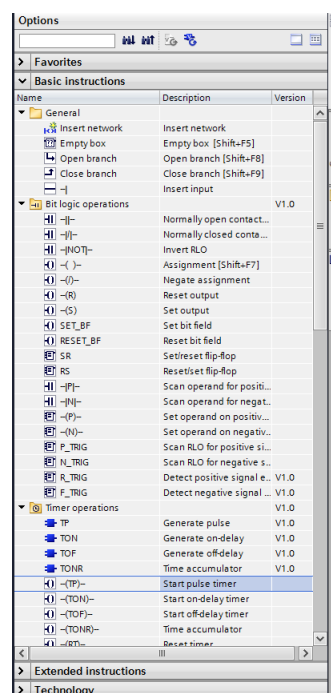 Options
Favorites
Basic instructions
Name Description Version
General
Insert network Insert network
Empty box Empty box [Shift+F5]
Open branch Open branch [Shift+F8]
Close branch Close branch [Shift+F9]
⊣ Insert input
Bit logic operations V1.0
⊣⊢ Normally open contact...
⊣/⊢ Normally closed conta...
⊣NOT⊢ Invert RLO
–( )– Assignment [Shift+F7]
–(/)– Negate assignment
–(R) Reset output
–(S) Set output
SET_BF Set bit field
RESET_BF Reset bit field
SR Set/reset flip-flop
RS Reset/set flip-flop
⊣P⊢ Scan operand for positi...
⊣N⊢ Scan operand for negat...
–(P)– Set operand on positiv...
–(N)– Set operand on negativ...
P_TRIG Scan RLO for positive si...
N_TRIG Scan RLO for negative s...
R_TRIG Detect positive signal e... V1.0
F_TRIG Detect negative signal ... V1.0
Timer operations V1.0
TP Generate pulse V1.0
TON Generate on-delay V1.0
TOF Generate off-delay V1.0
TONR Time accumulator V1.0
–(TP)– Start pulse timer
–(TON)– Start on-delay timer
–(TOF)– Start off-delay timer
–(TONR)– Time accumulator
–(RT)– Reset timer
Extended instructions
Technology